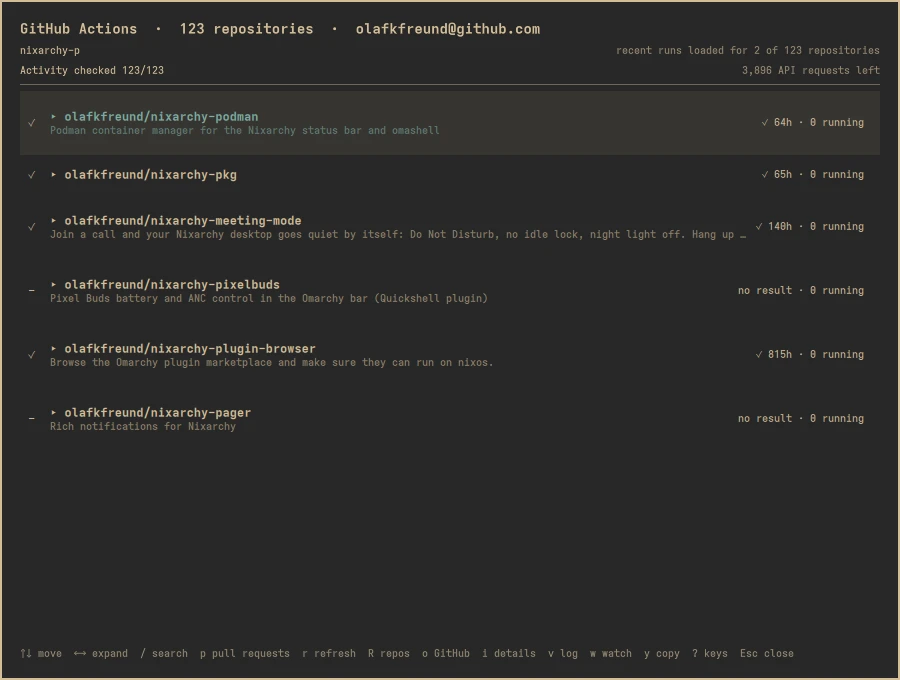 GitHub Actions · 123 repositories · olafkfreund@github.com
nixarchy-p recent runs loaded for 2 of 123 repositories
Activity checked 123/123 3,896 API requests left
✓ ▸ olafkfreund/nixarchy-podman ✓ 64h · 0 running
Podman container manager for the Nixarchy status bar and omashell
✓ ▸ olafkfreund/nixarchy-pkg ✓ 65h · 0 running
✓ ▸ olafkfreund/nixarchy-meeting-mode ✓ 140h · 0 running
Join a call and your Nixarchy desktop goes quiet by itself: Do Not Disturb, no idle lock, night light off. Hang up …
– ▸ olafkfreund/nixarchy-pixelbuds no result · 0 running
Pixel Buds battery and ANC control in the Omarchy bar (Quickshell plugin)
✓ ▸ olafkfreund/nixarchy-plugin-browser ✓ 815h · 0 running
Browse the Omarchy plugin marketplace and make sure they can run on nixos.
– ▸ olafkfreund/nixarchy-pager no result · 0 running
Rich notifications for Nixarchy
↑↓ move ←→ expand / search p pull requests r refresh R repos o GitHub i details v log w watch y copy ? keys Esc close